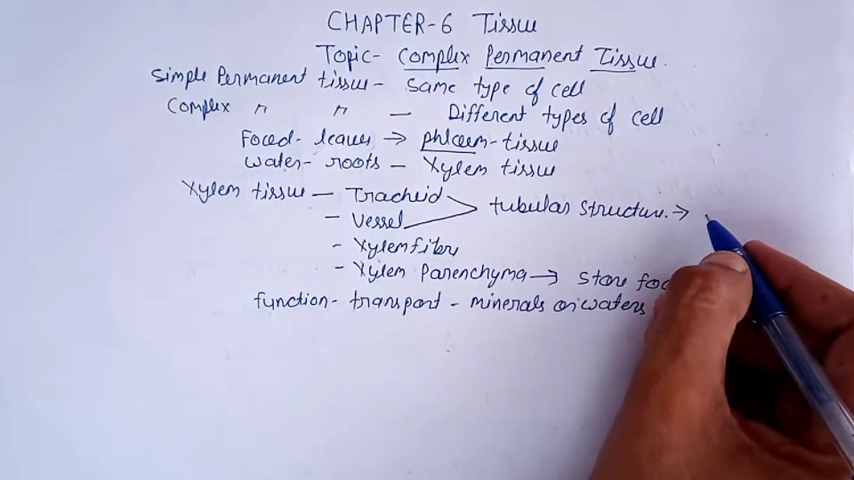 CHAPTER-6 Tissue
Topic- Complex Permanent Tissue.
Simple Permanent tissue- Same type of cell
Complex " " — Different types of cell
Food- leaves → phloem-tissue
water- roots - Xylem tissue
Xylem tissue - Tracheid
- Vessel
tubular structure. →
- Xylem fibre
- Xylem Parenchyma → Store
function- transport - minerals or waters